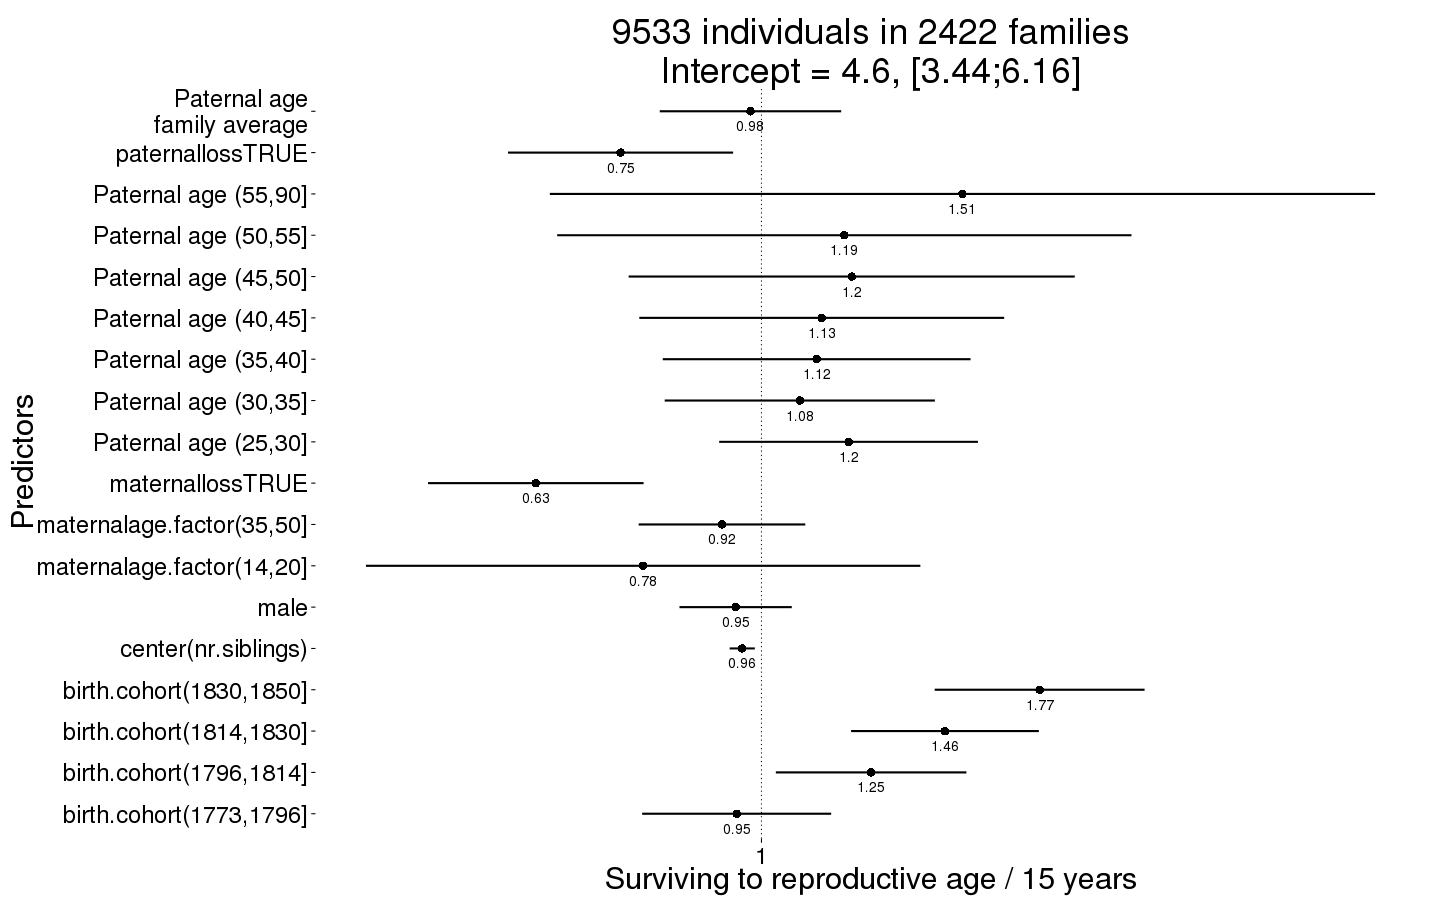 9533 individuals in 2422 families
Intercept = 4.6, [3.44;6.16]
Paternal age
family average
0.98
paternallossTRUE
0.75
Paternal age (55,90]
1.51
Paternal age (50,55]
1.19
Paternal age (45,50]
1.2
Paternal age (40,45]
1.13
Paternal age (35,40]
1.12
Paternal age (30,35]
1.08
Paternal age (25,30]
1.2
maternallossTRUE
0.63
maternalage.factor(35,50]
0.92
maternalage.factor(14,20]
0.78
male
0.95
center(nr.siblings)
0.96
birth.cohort(1830,1850]
1.77
birth.cohort(1814,1830]
1.46
birth.cohort(1796,1814]
1.25
birth.cohort(1773,1796]
0.95
Predictors
1
Surviving to reproductive age / 15 years